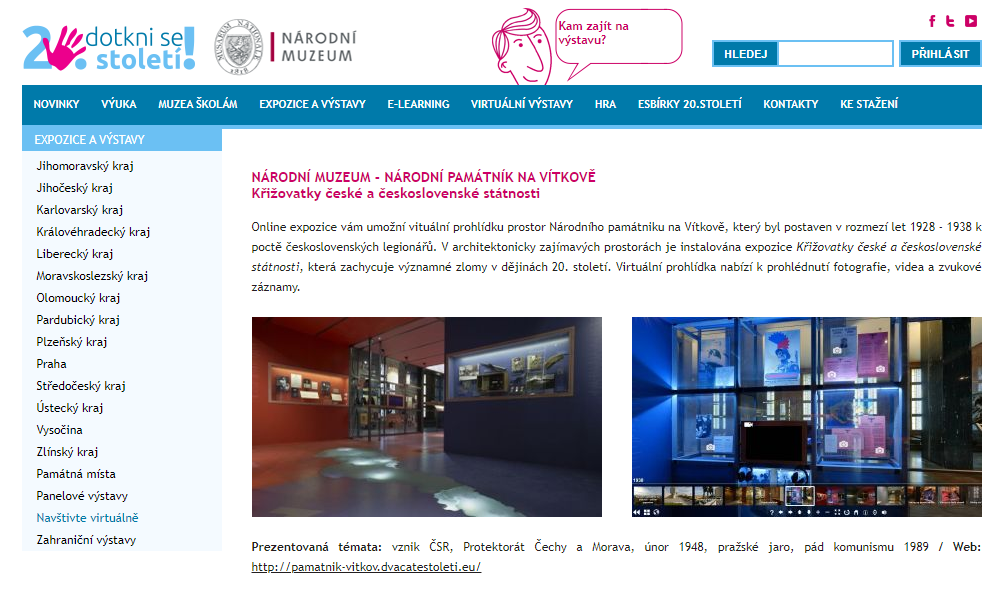 20. dotkni se století!
MUSAEUM NATIONALE
1818
NÁRODNÍ
MUZEUM
Kam zajít na
výstavu?
HLEDEJ
PŘIHLÁSIT
NOVINKY VÝUKA MUZEA ŠKOLÁM EXPOZICE A VÝSTAVY E-LEARNING VIRTUÁLNÍ VÝSTAVY HRA ESBÍRKY 20.STOLETÍ KONTAKTY KE STAŽENÍ
EXPOZICE A VÝSTAVY
Jihomoravský kraj
Jihočeský kraj
Karlovarský kraj
Královéhradecký kraj
Liberecký kraj
Moravskoslezský kraj
Olomoucký kraj
Pardubický kraj
Plzeňský kraj
Praha
Středočeský kraj
Ústecký kraj
Vysočina
Zlínský kraj
Památná místa
Panelové výstavy
Navštivte virtuálně
Zahraniční výstavy
NÁRODNÍ MUZEUM - NÁRODNÍ PAMÁTNÍK NA VÍTKOVĚ
Křižovatky české a československé státnosti
Online expozice vám umožní vituální prohlídku prostor Národního památniku na Vítkově, který byl postaven v rozmezí let 1928 - 1938 k
poctě československých legionářů. V architektonicky zajímavých prostorách je instalována expozice Křižovatky české a československé
státnosti, která zachycuje významné zlomy v dějinách 20. století. Virtuální prohlídka nabízí k prohlédnutí fotografie, videa a zvukové
záznamy.
1938
Prezentovaná témata: vznik ČSR, Protektorát Čechy a Morava, únor 1948, pražské jaro, pád komunismu 1989 / Web:
http://pamatnik-vitkov.dvacatestoleti.eu/